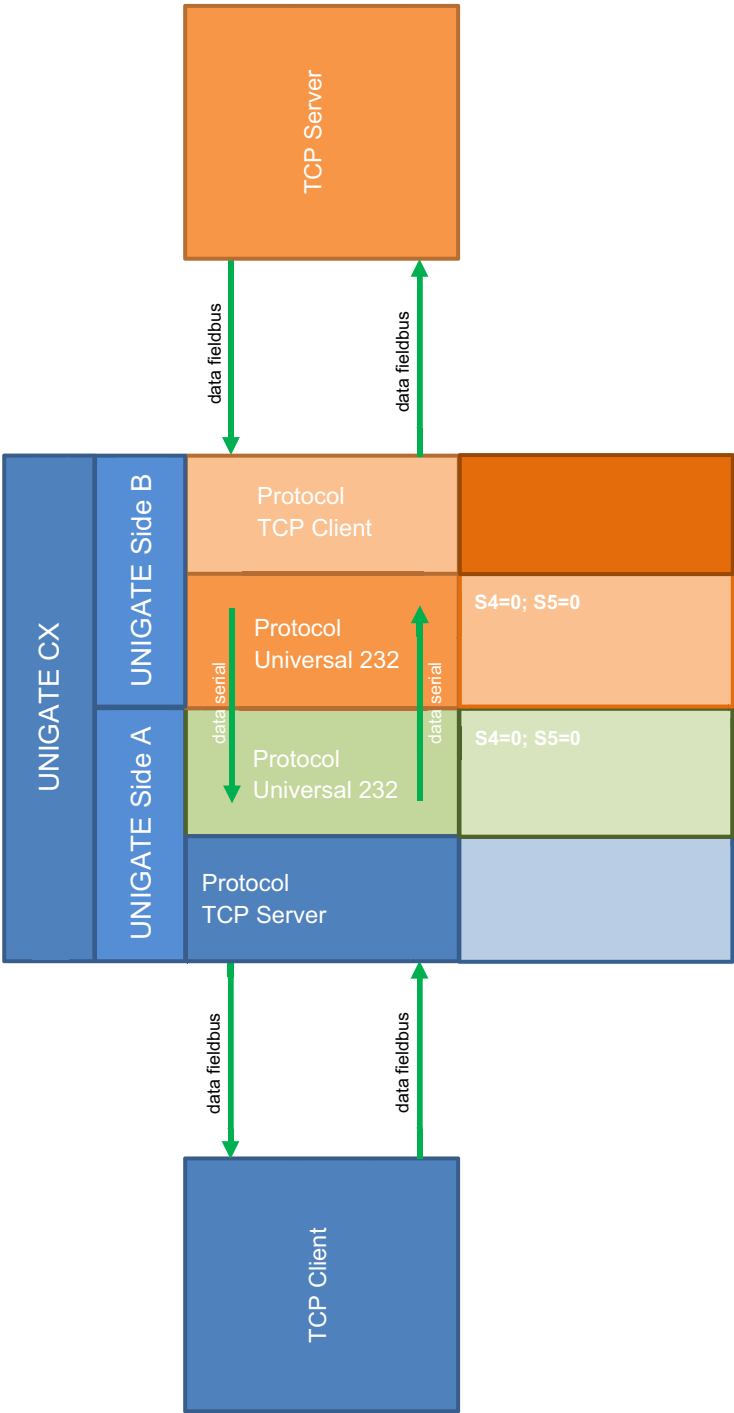 TCP Server
data fieldbus
data fieldbus
UNIGATE CX
UNIGATE Side B
Protocol
TCP Client
Protocol
Universal 232
S4=0; S5=0
data serial
data serial
UNIGATE Side A
Protocol
Universal 232
S4=0; S5=0
Protocol
TCP Server
data fieldbus
data fieldbus
TCP Client